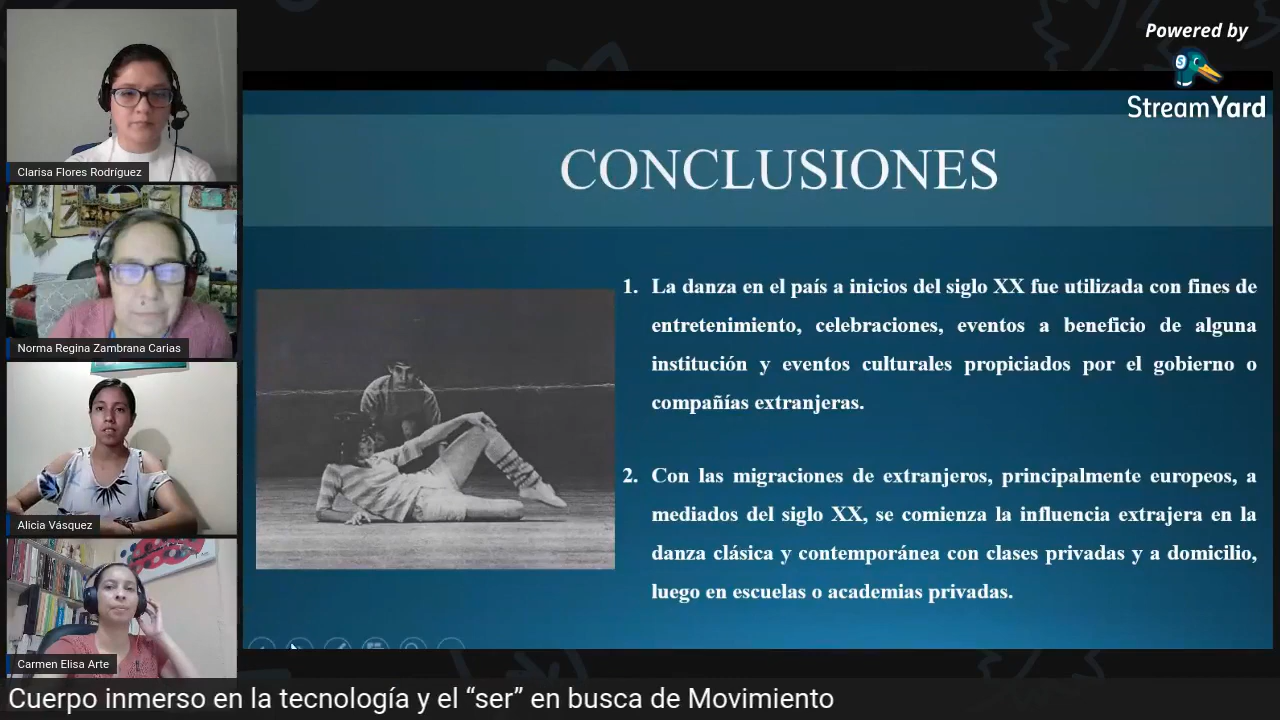 Powered by
StreamYard
Clarisa Flores Rodríguez
Norma Regina Zambrana Carias
Alicia Vásquez
Carmen Elisa Arte
CONCLUSIONES
1. La danza en el país a inicios del siglo XX fue utilizada con fines de
entretenimiento, celebraciones, eventos a beneficio de alguna
institución y eventos culturales propiciados por el gobierno o
compañías extranjeras.
2. Con las migraciones de extranjeros, principalmente europeos, a
mediados del siglo XX, se comienza la influencia extrajera en la
danza clásica y contemporánea con clases privadas y a domicilio,
luego en escuelas o academias privadas.
Cuerpo inmerso en la tecnología y el “ser” en busca de Movimiento